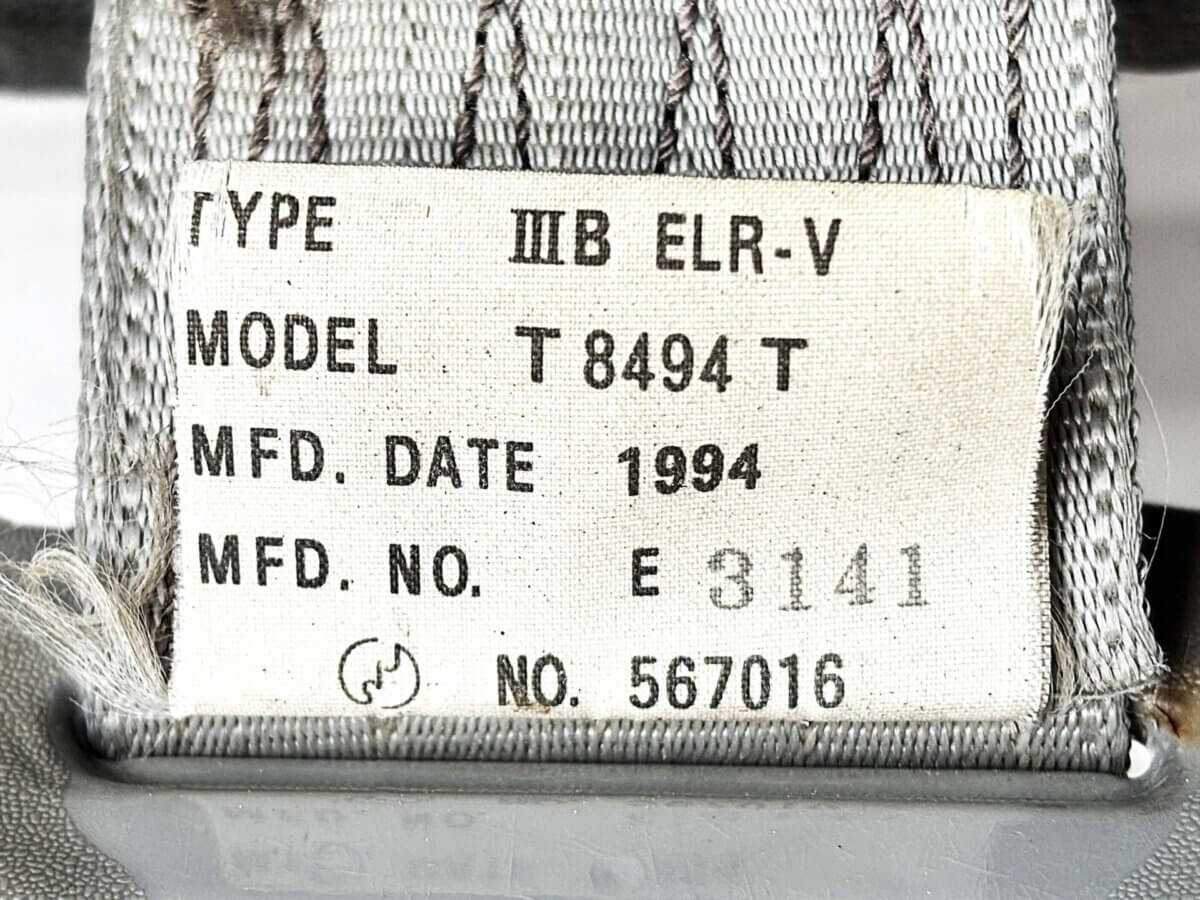 TYPE ⅢB ELR-V
MODEL T 8494 T
MFD. DATE 1994
MFD. NO. E 3141
NO. 567016